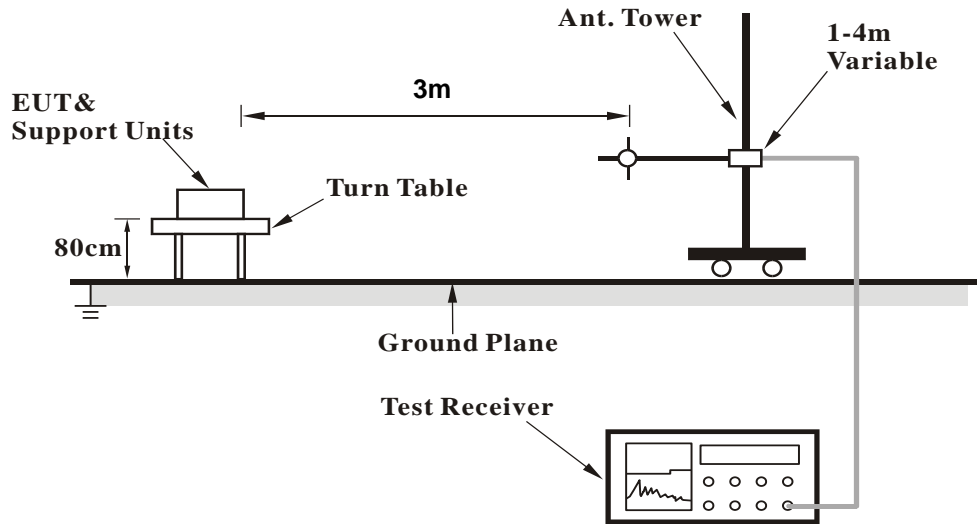 Ant. Tower
1-4m
Variable
3m
EUT&
Support Units
Turn Table
80cm
Ground Plane
Test Receiver